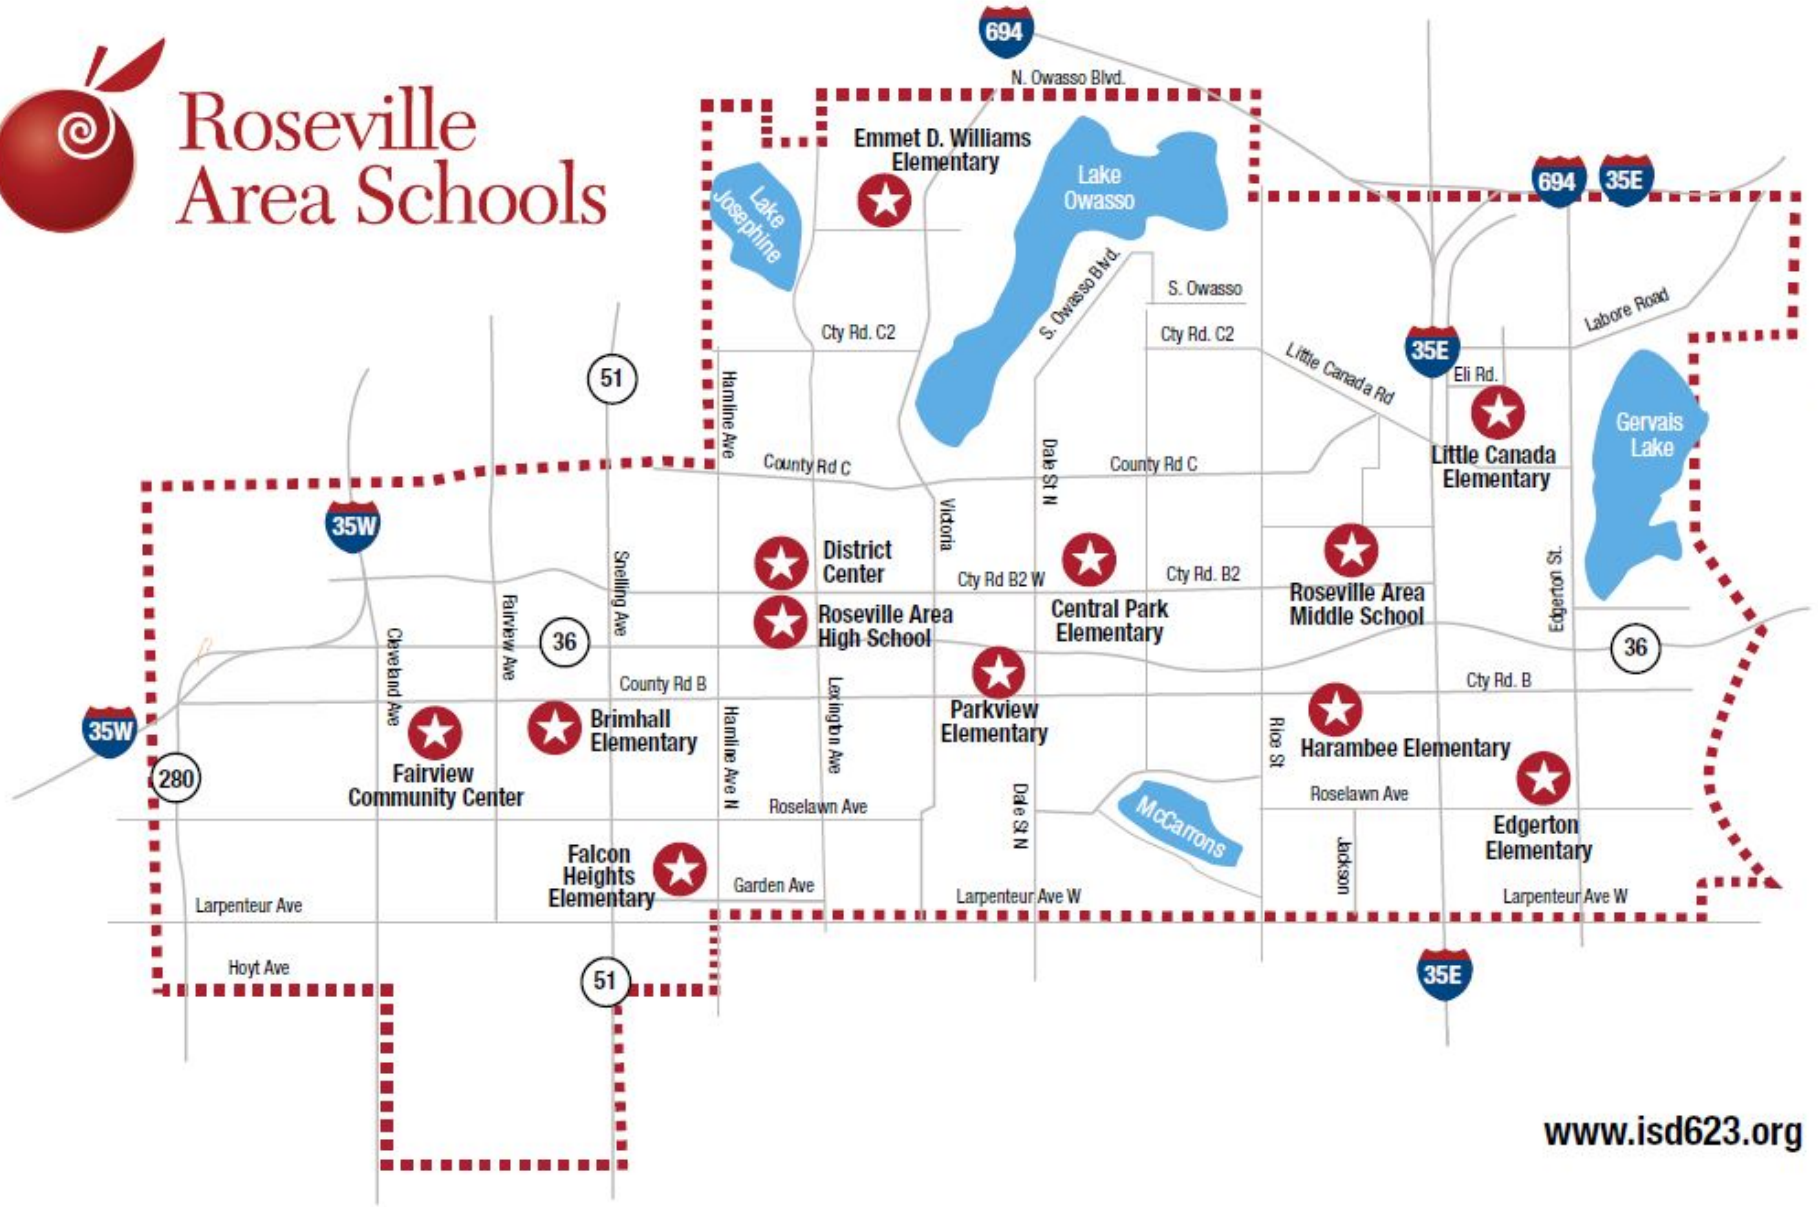 Roseville
Area Schools
694
N. Owasso Blvd.
Emmet D. Williams
Elementary
Lake
Josephine
Lake
Owasso
694
35E
S. Owasso Blvd.
S. Owasso
Labore Road
Cty Rd. C2
Cty Rd. C2
Little Canada Rd
35E
Eli Rd.
51
Hamline Ave
Gervais
Lake
Little Canada
Elementary
County Rd C
Dale St N
County Rd C
35W
Victoria
District
Center
Snelling Ave
Cty Rd B2 W
Cty Rd. B2
Central Park
Elementary
Roseville Area
Middle School
Edgerton St.
Fairview Ave
36
Roseville Area
High School
36
Cleveland Ave
County Rd B
Lexington Ave
Parkview
Elementary
Cty Rd. B
35W
Brimhall
Elementary
Hamline Ave N
Rice St
Harambee Elementary
280
Fairview
Community Center
Roselawn Ave
Dale St N
McCarrons
Roselawn Ave
Edgerton
Elementary
Falcon
Heights
Elementary
Garden Ave
Jackson
Larpenteur Ave
Larpenteur Ave W
Larpenteur Ave W
Hoyt Ave
51
35E
www.isd623.org